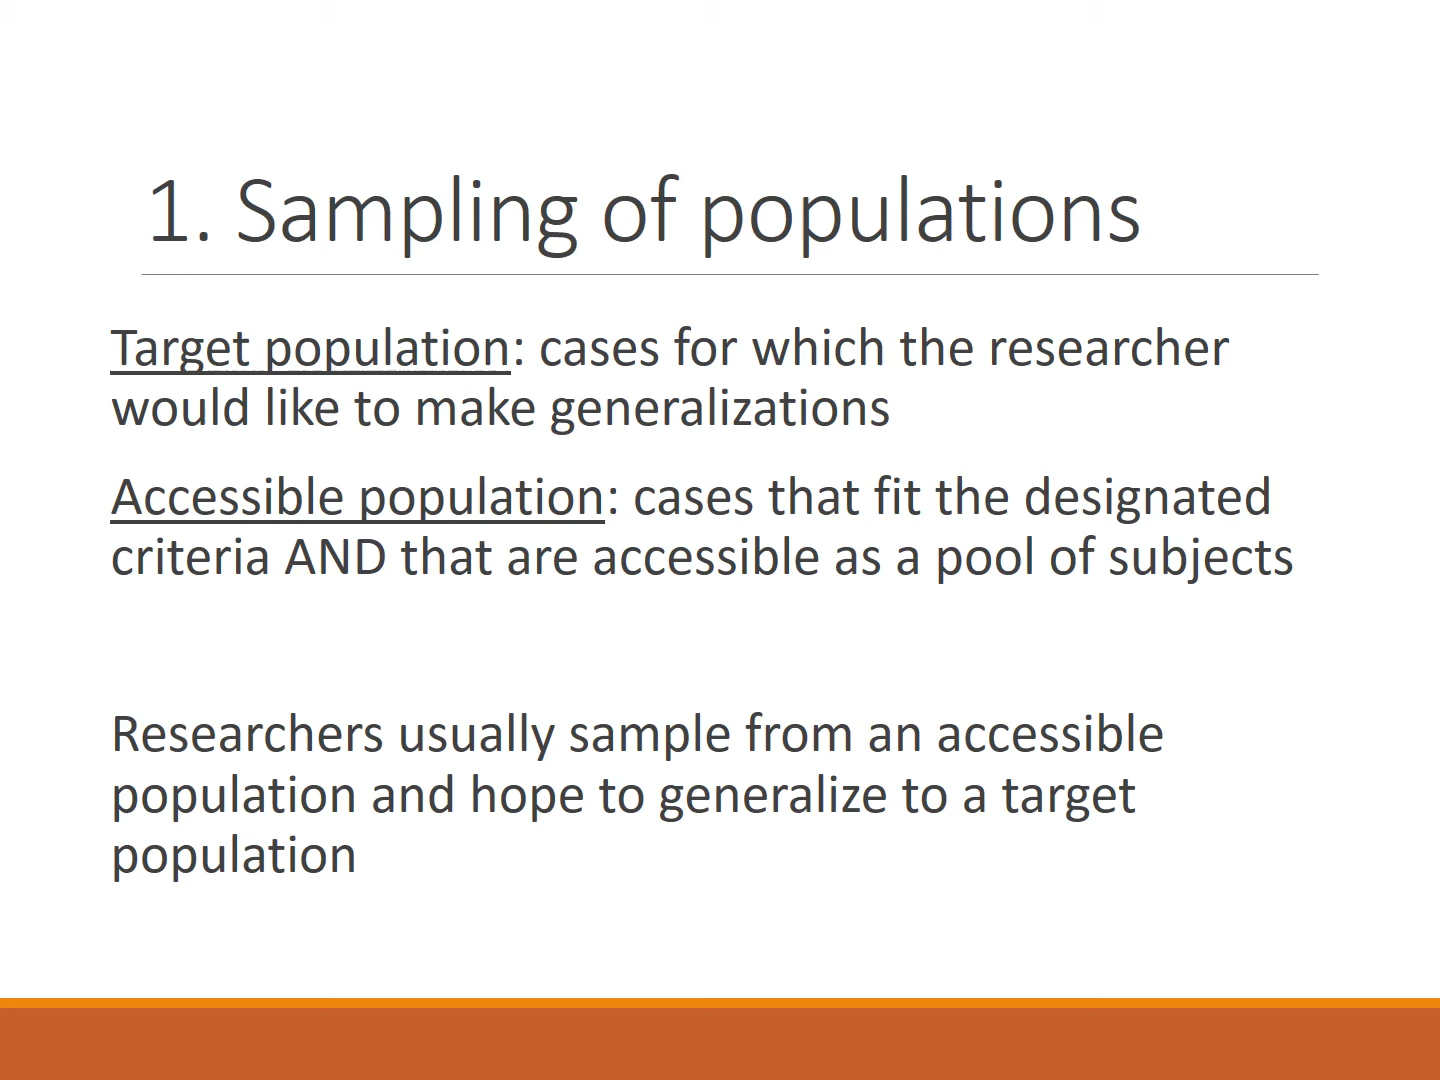 1. Sampling of populations
Target population: cases for which the researcher
would like to make generalizations
Accessible population: cases that fit the designated
criteria AND that are accessible as a pool of subjects
Researchers usually sample from an accessible
population and hope to generalize to a target
population